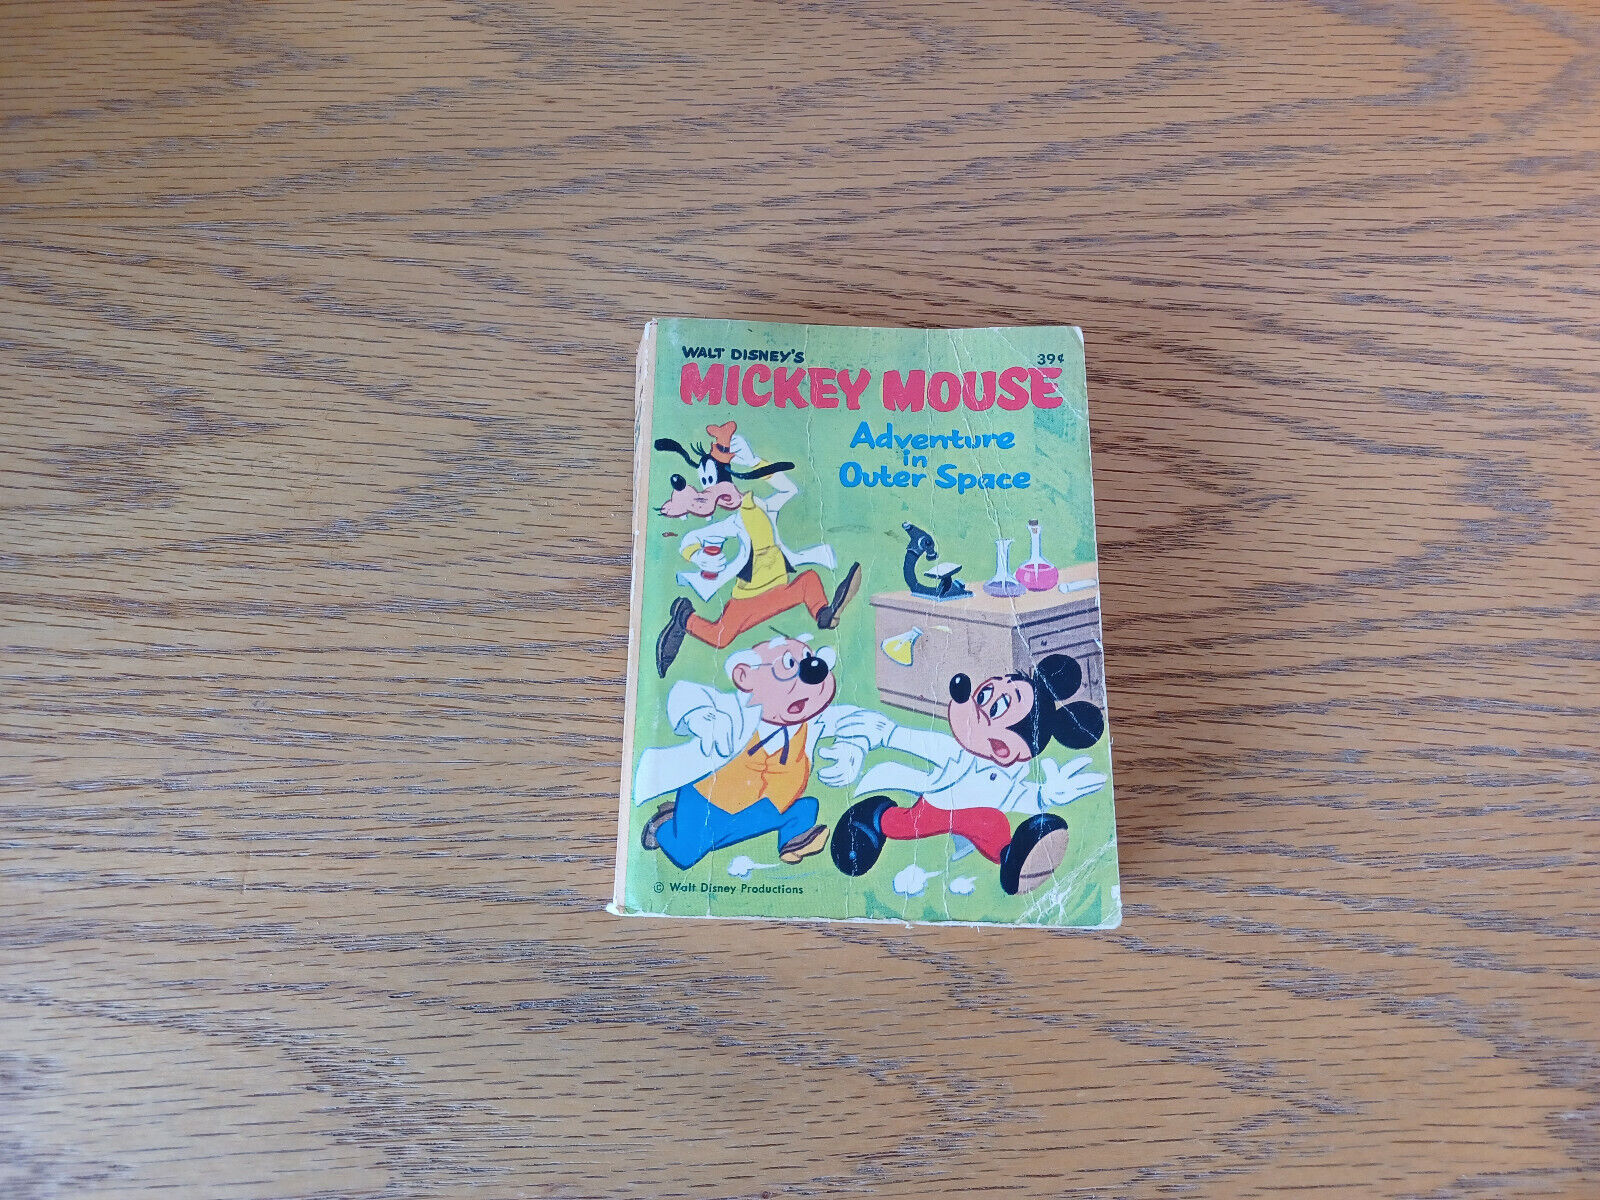 WALT DISNEY'S
39¢
MICKEY MOUSE
Adventure
in
Outer Space
© Walt Disney Productions